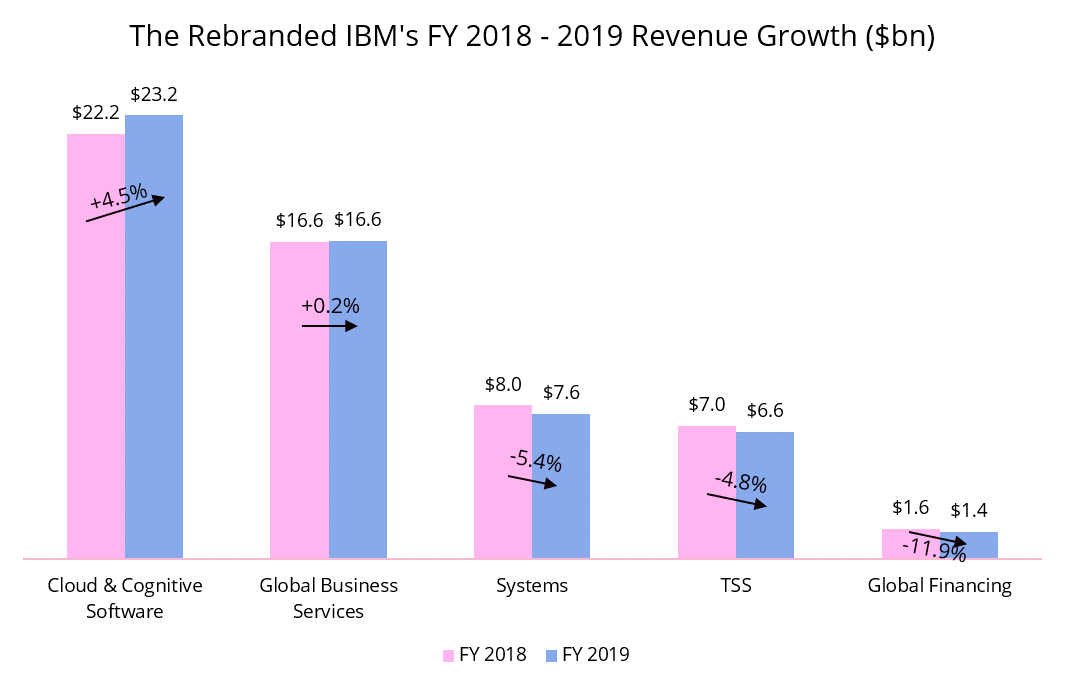 The Rebranded IBM's FY 2018 - 2019 Revenue Growth ($bn)
$22.2
$23.2
+4.5%
$16.6
$16.6
+0.2%
$8.0
$7.6
-5.4%
$7.0
$6.6
-4.8%
$1.6
$1.4
-11.9%
Cloud & Cognitive
Software
Global Business
Services
Systems
TSS
Global Financing
FY 2018
FY 2019